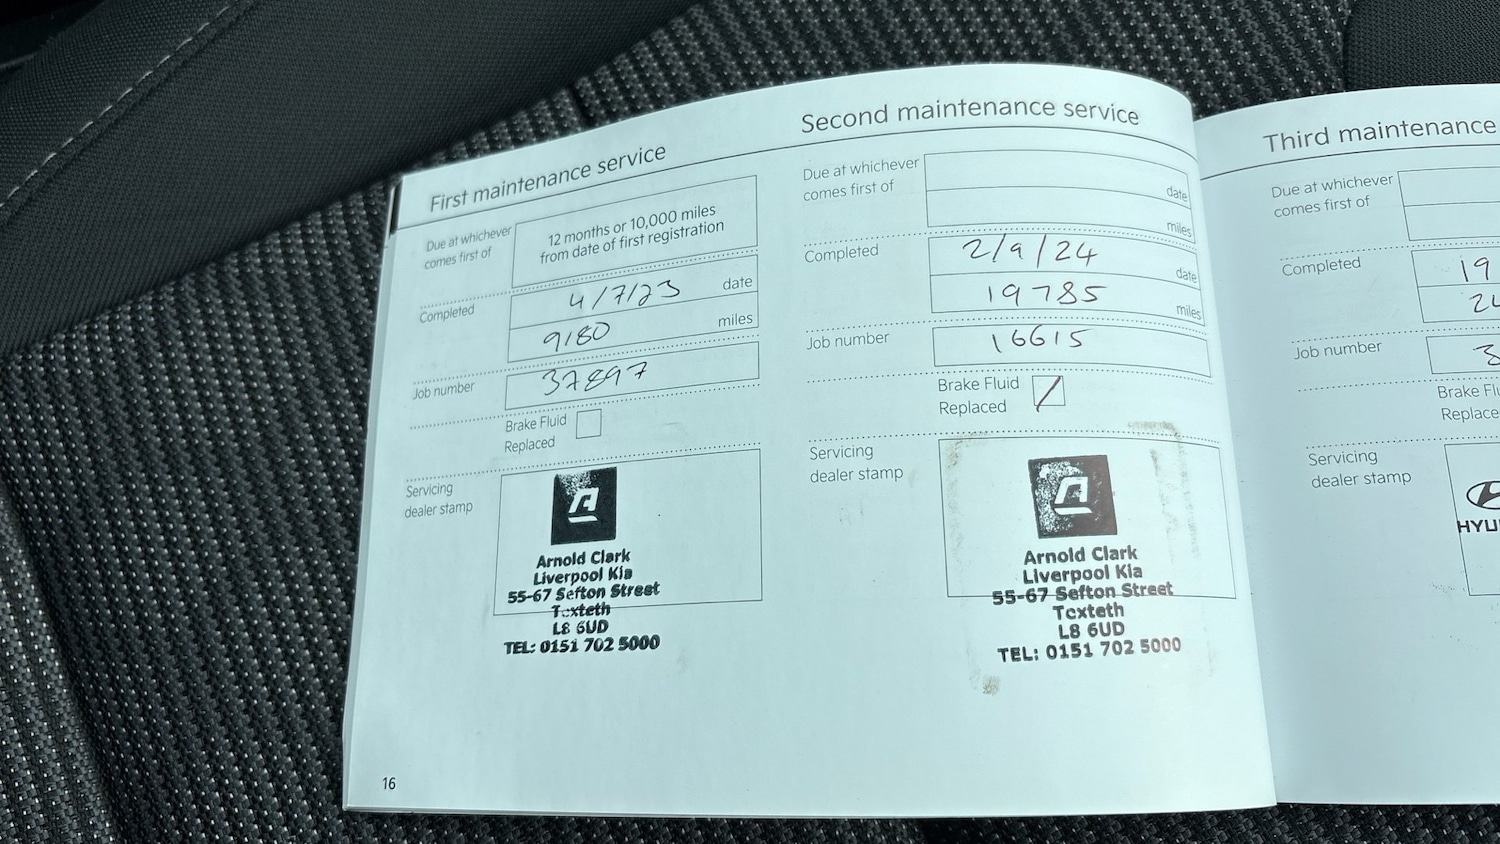 First maintenance service
Due at whichever
comes first of
12 months or 10,000 miles
from date of first registration
Completed
4/7/23 date
9180 miles
Job number
37897
Brake Fluid
Replaced
Servicing
dealer stamp
A
Arnold Clark
Liverpool Kia
55-67 Sefton Street
Toxteth
L8 6UD
TEL: 0151 702 5000
16
Second maintenance service
Due at whichever
comes first of
date
miles
Completed
2/9/24 date
19785 miles
Job number
16615
Brake Fluid
Replaced /
Servicing
dealer stamp
A
Arnold Clark
Liverpool Kia
55-67 Sefton Street
Toxteth
L8 6UD
TEL: 0151 702 5000
Third maintenance
Due at whichever
comes first of
Completed
19
Job number
3
Brake
Servicing
dealer stamp